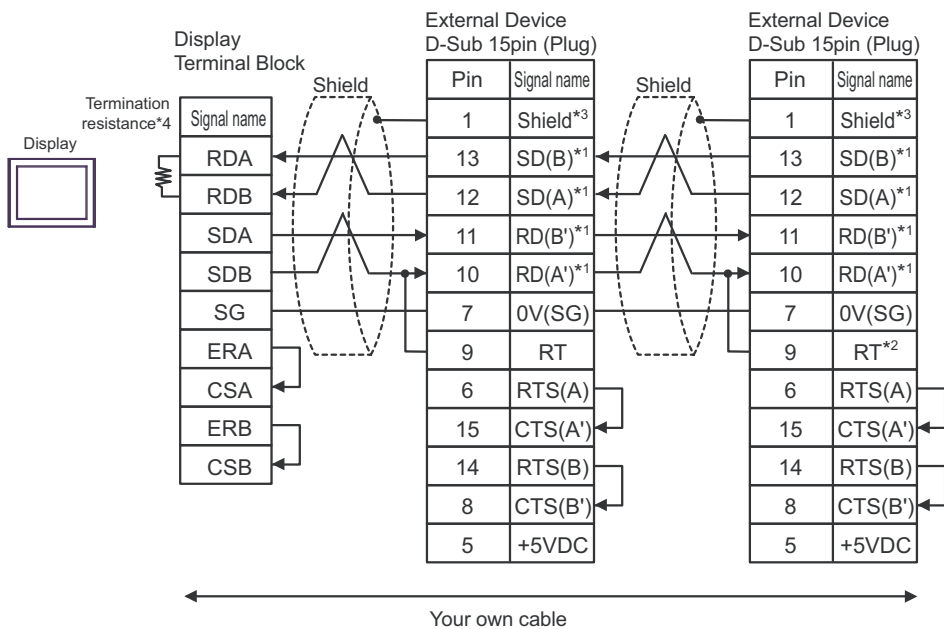 External Device
D-Sub 15pin (Plug)
External Device
D-Sub 15pin (Plug)
Display
Terminal Block
Shield
Shield
Termination
resistance*4
Display
Signal name
RDA
RDB
SDA
SDB
SG
ERA
CSA
ERB
CSB
Pin Signal name
1 Shield*3
13 SD(B)*1
12 SD(A)*1
11 RD(B')*1
10 RD(A')*1
7 0V(SG)
9 RT
6 RTS(A)
15 CTS(A')
14 RTS(B)
8 CTS(B')
5 +5VDC
Pin Signal name
1 Shield*3
13 SD(B)*1
12 SD(A)*1
11 RD(B')*1
10 RD(A')*1
7 0V(SG)
9 RT*2
6 RTS(A)
15 CTS(A')
14 RTS(B)
8 CTS(B')
5 +5VDC
Your own cable